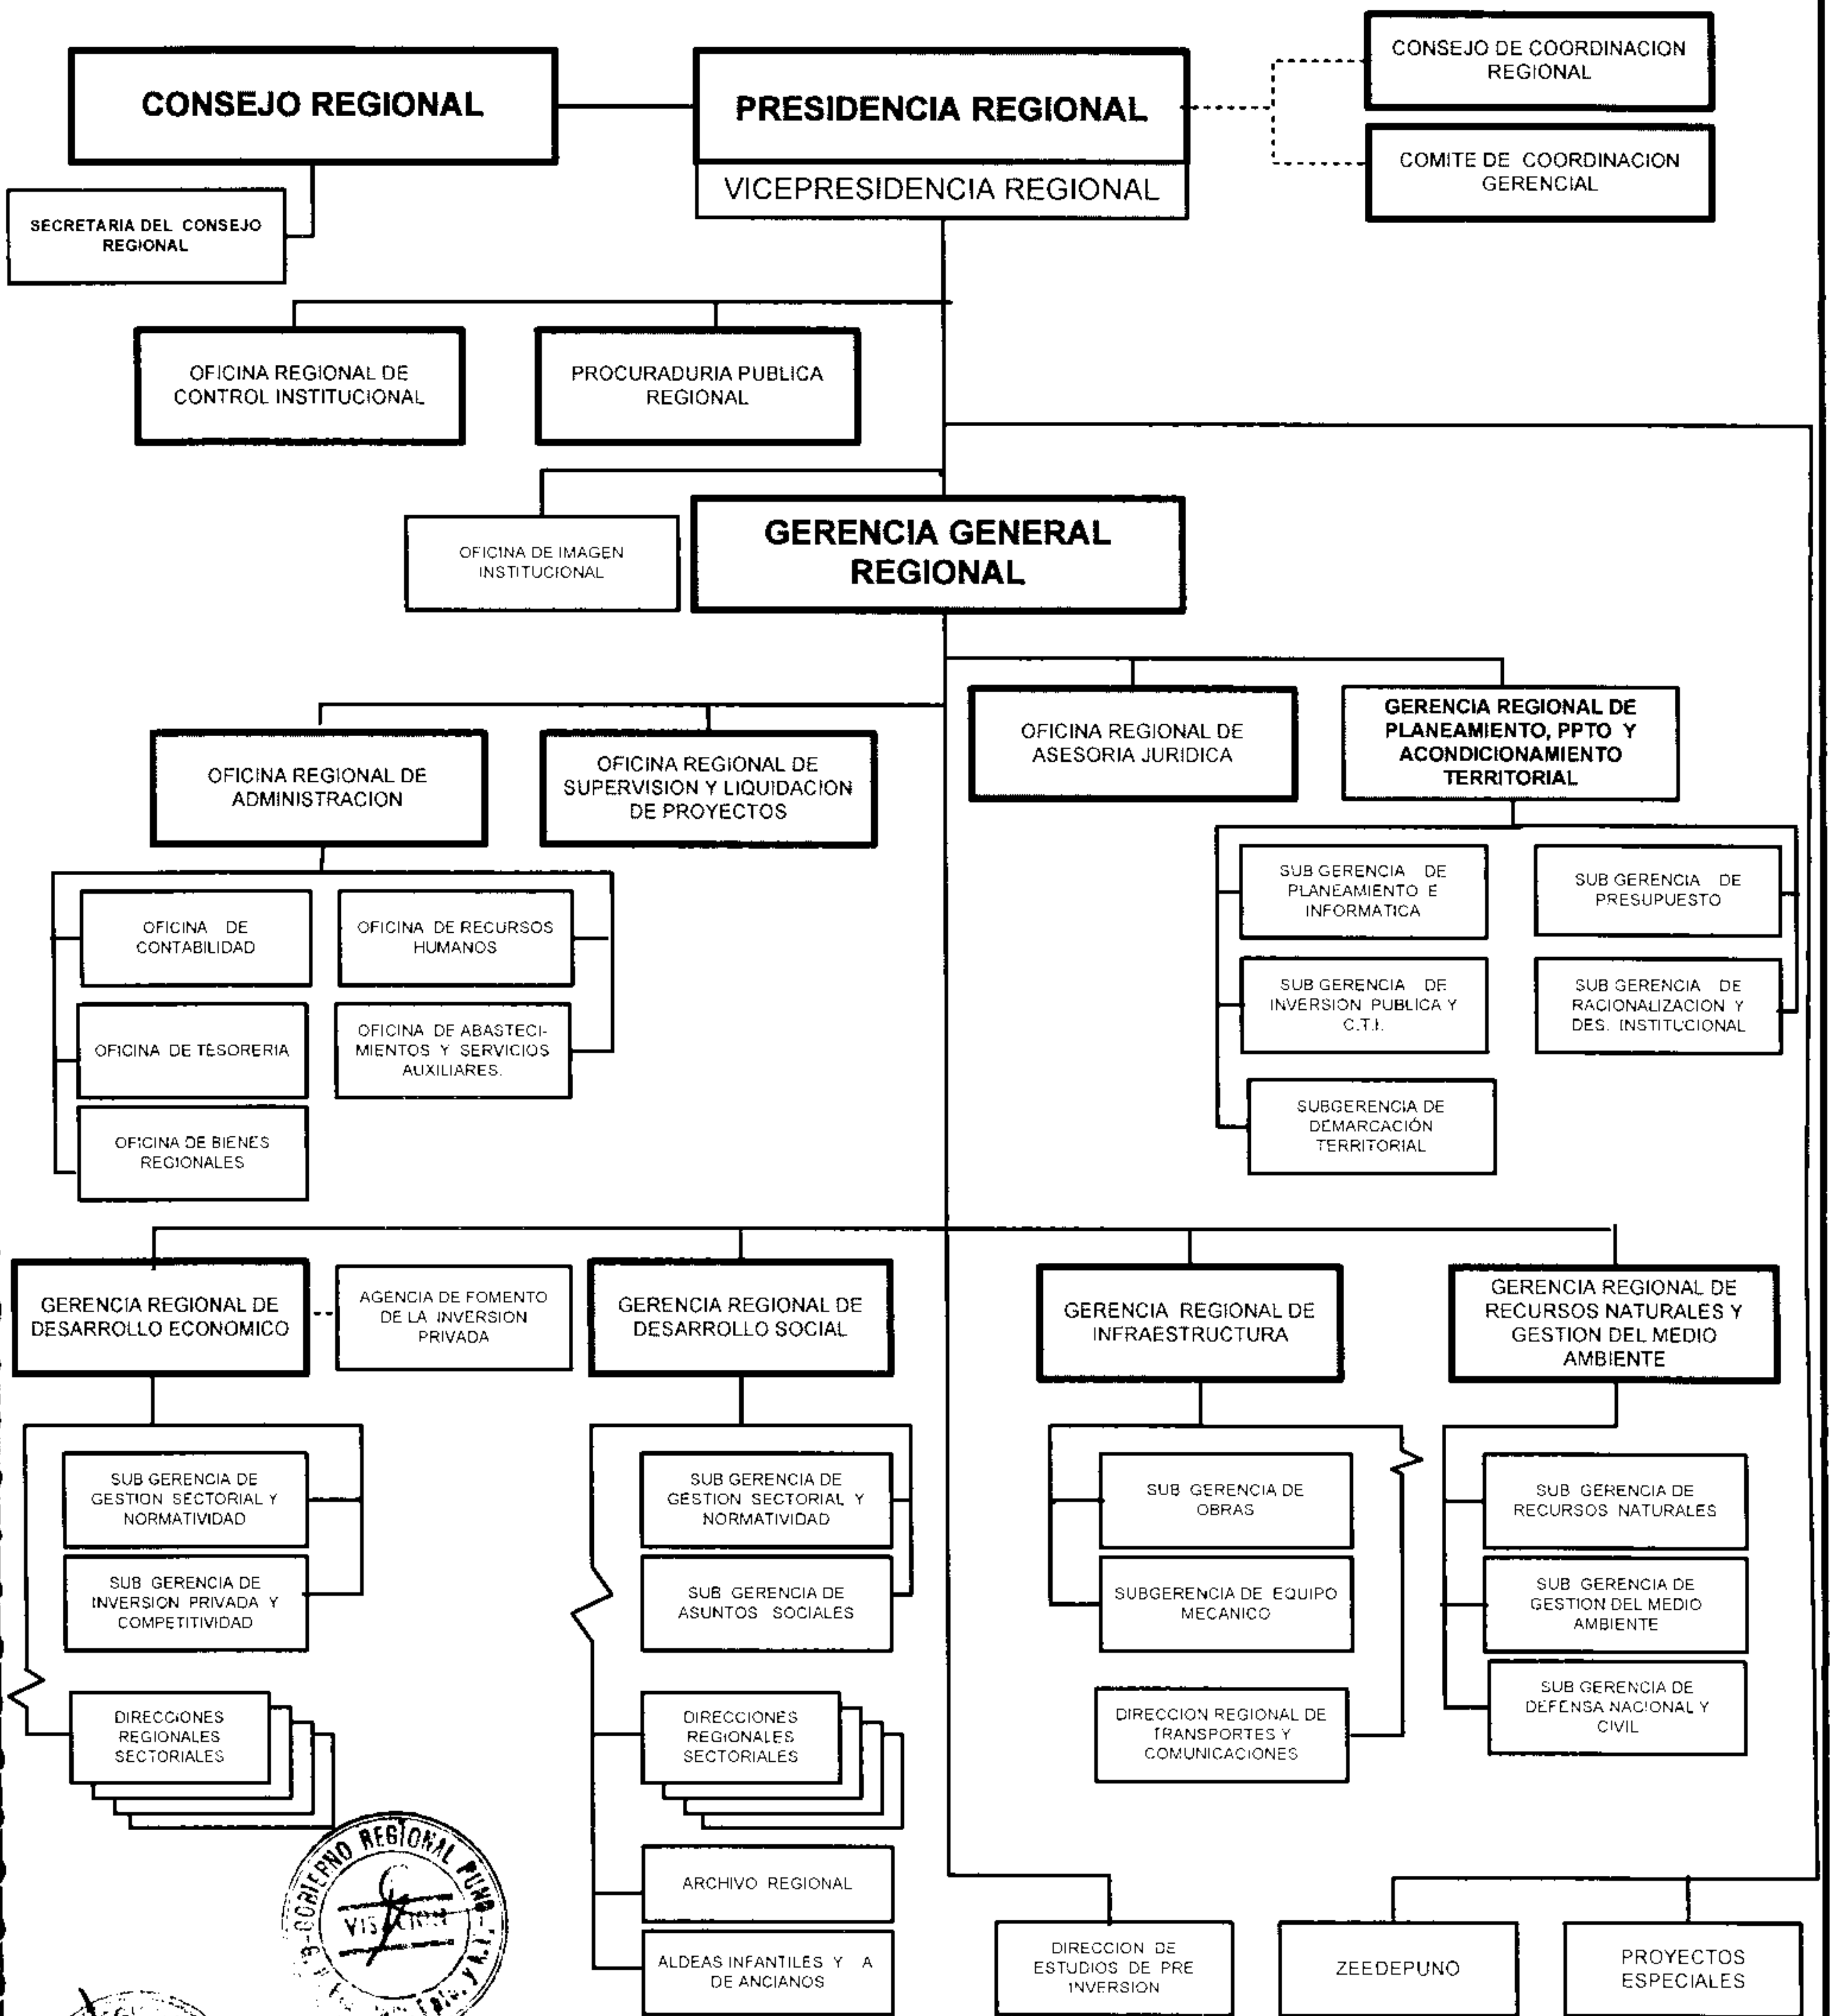 CONSEJO REGIONAL
PRESIDENCIA REGIONAL
VICEPRESIDENCIA REGIONAL
CONSEJO DE COORDINACION
REGIONAL
COMITE DE COORDINACION
GERENCIAL
SECRETARIA DEL CONSEJO
REGIONAL
OFICINA REGIONAL DE
CONTROL INSTITUCIONAL
PROCURADURIA PUBLICA
REGIONAL
OFICINA DE IMAGEN
INSTITUCIONAL
GERENCIA GENERAL
REGIONAL
OFICINA REGIONAL DE
ADMINISTRACION
OFICINA REGIONAL DE
SUPERVISION Y LIQUIDACION
DE PROYECTOS
OFICINA REGIONAL DE
ASESORIA JURIDICA
GERENCIA REGIONAL DE
PLANEAMIENTO, PPTO Y
ACONDICIONAMIENTO
TERRITORIAL
OFICINA DE
CONTABILIDAD
OFICINA DE RECURSOS
HUMANOS
OFICINA DE TESORERIA
OFICINA DE ABASTECI-
MIENTOS Y SERVICIOS
AUXILIARES.
OFICINA DE BIENES
REGIONALES
SUB GERENCIA DE
PLANEAMIENTO E
INFORMATICA
SUB GERENCIA DE
PRESUPUESTO
SUB GERENCIA DE
INVERSION PUBLICA Y
C.T.I.
SUB GERENCIA DE
RACIONALIZACION Y
DES. INSTITUCIONAL
SUBGERENCIA DE
DEMARCACIÓN
TERRITORIAL
GERENCIA REGIONAL DE
DESARROLLO ECONOMICO
AGENCIA DE FOMENTO
DE LA INVERSION
PRIVADA
GERENCIA REGIONAL DE
DESARROLLO SOCIAL
GERENCIA REGIONAL DE
INFRAESTRUCTURA
GERENCIA REGIONAL DE
RECURSOS NATURALES Y
GESTION DEL MEDIO
AMBIENTE
SUB GERENCIA DE
GESTION SECTORIAL Y
NORMATIVIDAD
SUB GERENCIA DE
INVERSION PRIVADA Y
COMPETITIVIDAD
DIRECCIONES
REGIONALES
SECTORIALES
SUB GERENCIA DE
GESTION SECTORIAL Y
NORMATIVIDAD
SUB GERENCIA DE
ASUNTOS SOCIALES
DIRECCIONES
REGIONALES
SECTORIALES
ARCHIVO REGIONAL
ALDEAS INFANTILES Y A
DE ANCIANOS
SUB GERENCIA DE
OBRAS
SUBGERENCIA DE EQUIPO
MECANICO
DIRECCION REGIONAL DE
TRANSPORTES Y
COMUNICACIONES
SUB GERENCIA DE
RECURSOS NATURALES
SUB GERENCIA DE
GESTION DEL MEDIO
AMBIENTE
SUB GERENCIA DE
DEFENSA NACIONAL Y
CIVIL
DIRECCION DE
ESTUDIOS DE PRE
INVERSION
ZEEDEPUNO
PROYECTOS
ESPECIALES
GOBIERNO REGIONAL PUNO